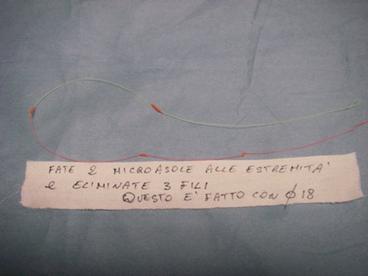 FATE 2 MICROASOLE ALLE ESTREMITA'
e ELIMINATE 3 FILI
QUESTO E' FATTO CON ϕ 18